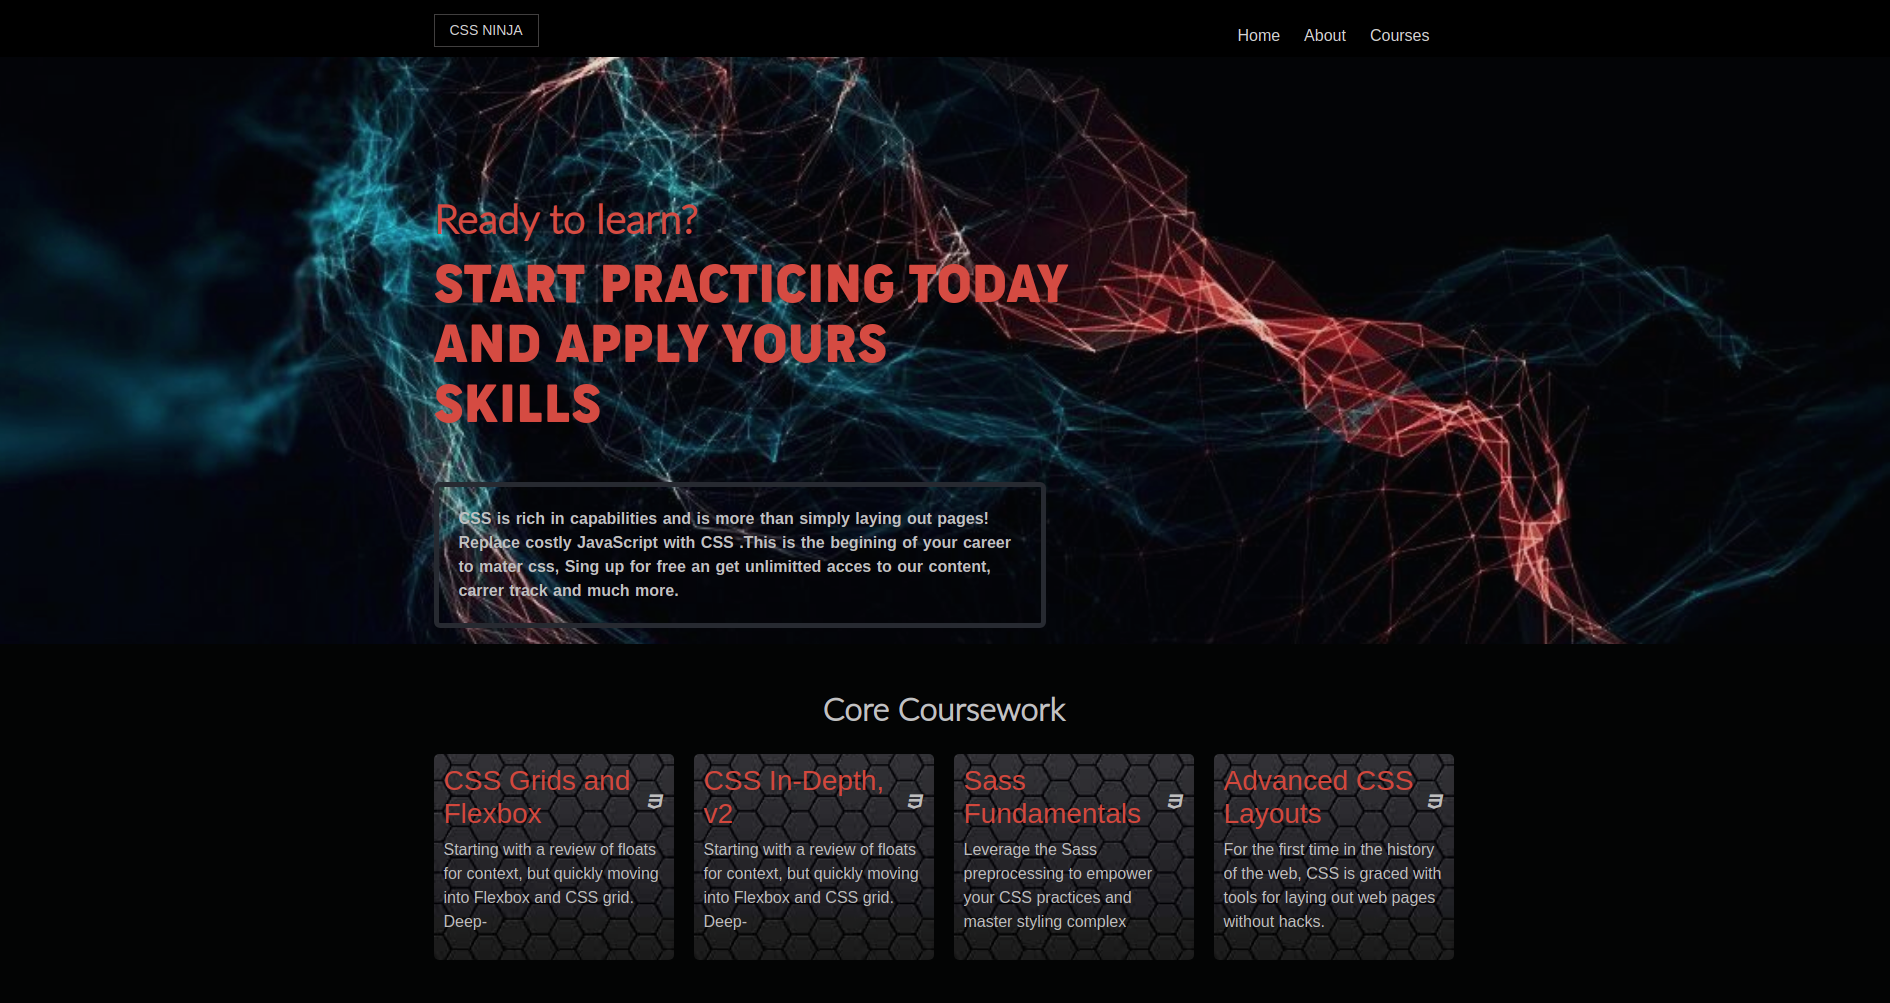 CSS NINJA
Home About Courses
Ready to learn?
START PRACTICING TODAY
AND APPLY YOURS
SKILLS
CSS is rich in capabilities and is more than simply laying out pages!
Replace costly JavaScript with CSS .This is the begining of your career
to mater css, Sing up for free an get unlimitted acces to our content,
carrer track and much more.
Core Coursework
CSS Grids and
Flexbox
Starting with a review of floats
for context, but quickly moving
into Flexbox and CSS grid.
Deep-
CSS In-Depth,
v2
Starting with a review of floats
for context, but quickly moving
into Flexbox and CSS grid.
Deep-
Sass
Fundamentals
Leverage the Sass
preprocessing to empower
your CSS practices and
master styling complex
Advanced CSS
Layouts
For the first time in the history
of the web, CSS is graced with
tools for laying out web pages
without hacks.